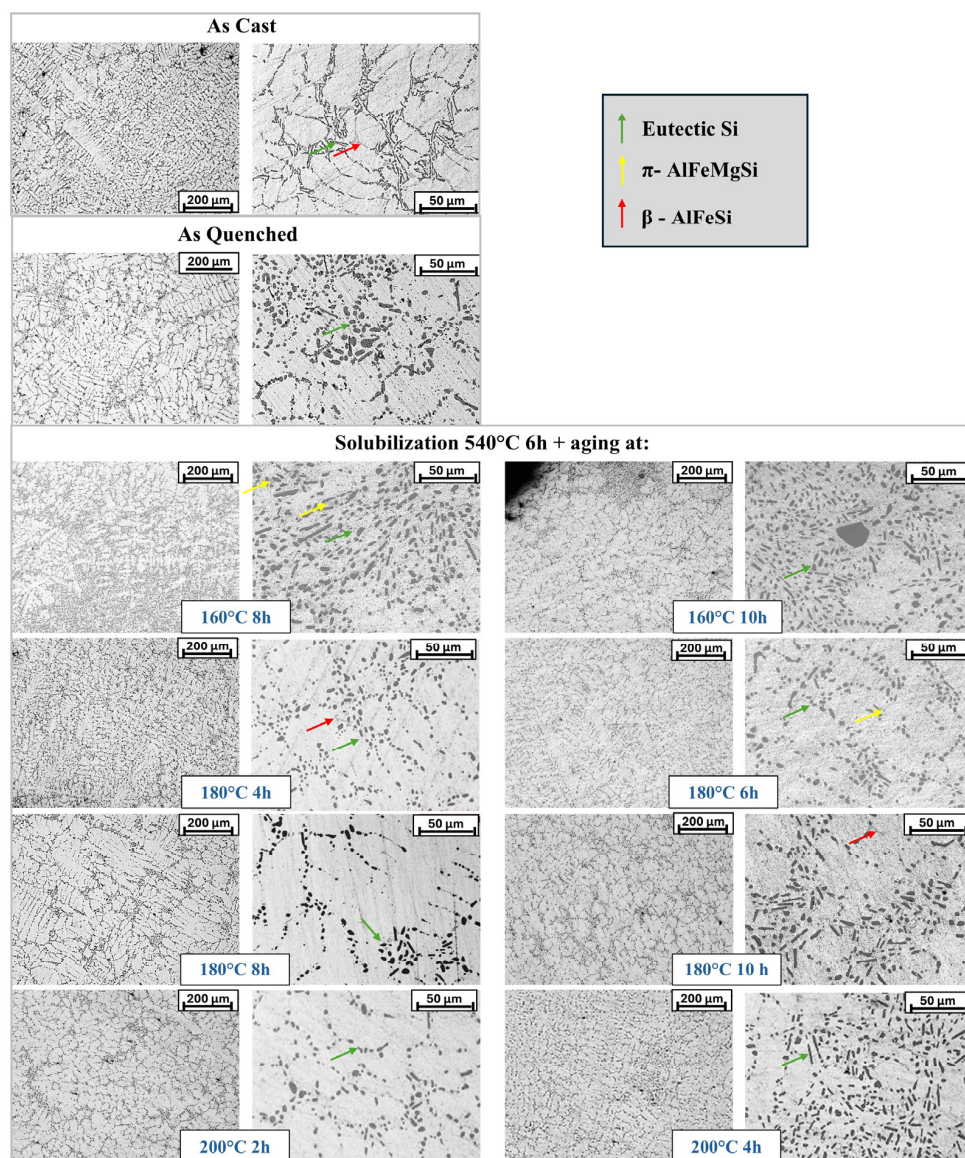 As Cast
200 µm
50 µm
Eutectic Si
π- AlFeMgSi
β - AlFeSi
As Quenched
200 µm
50 µm
Solubilization 540°C 6h + aging at:
200 µm
50 µm
200 µm
50 µm
160°C 8h
160°C 10h
200 µm
50 µm
200 µm
50 µm
180°C 4h
180°C 6h
200 µm
50 µm
200 µm
50 µm
180°C 8h
180°C 10 h
200 µm
50 µm
200 µm
50 µm
200°C 2h
200°C 4h